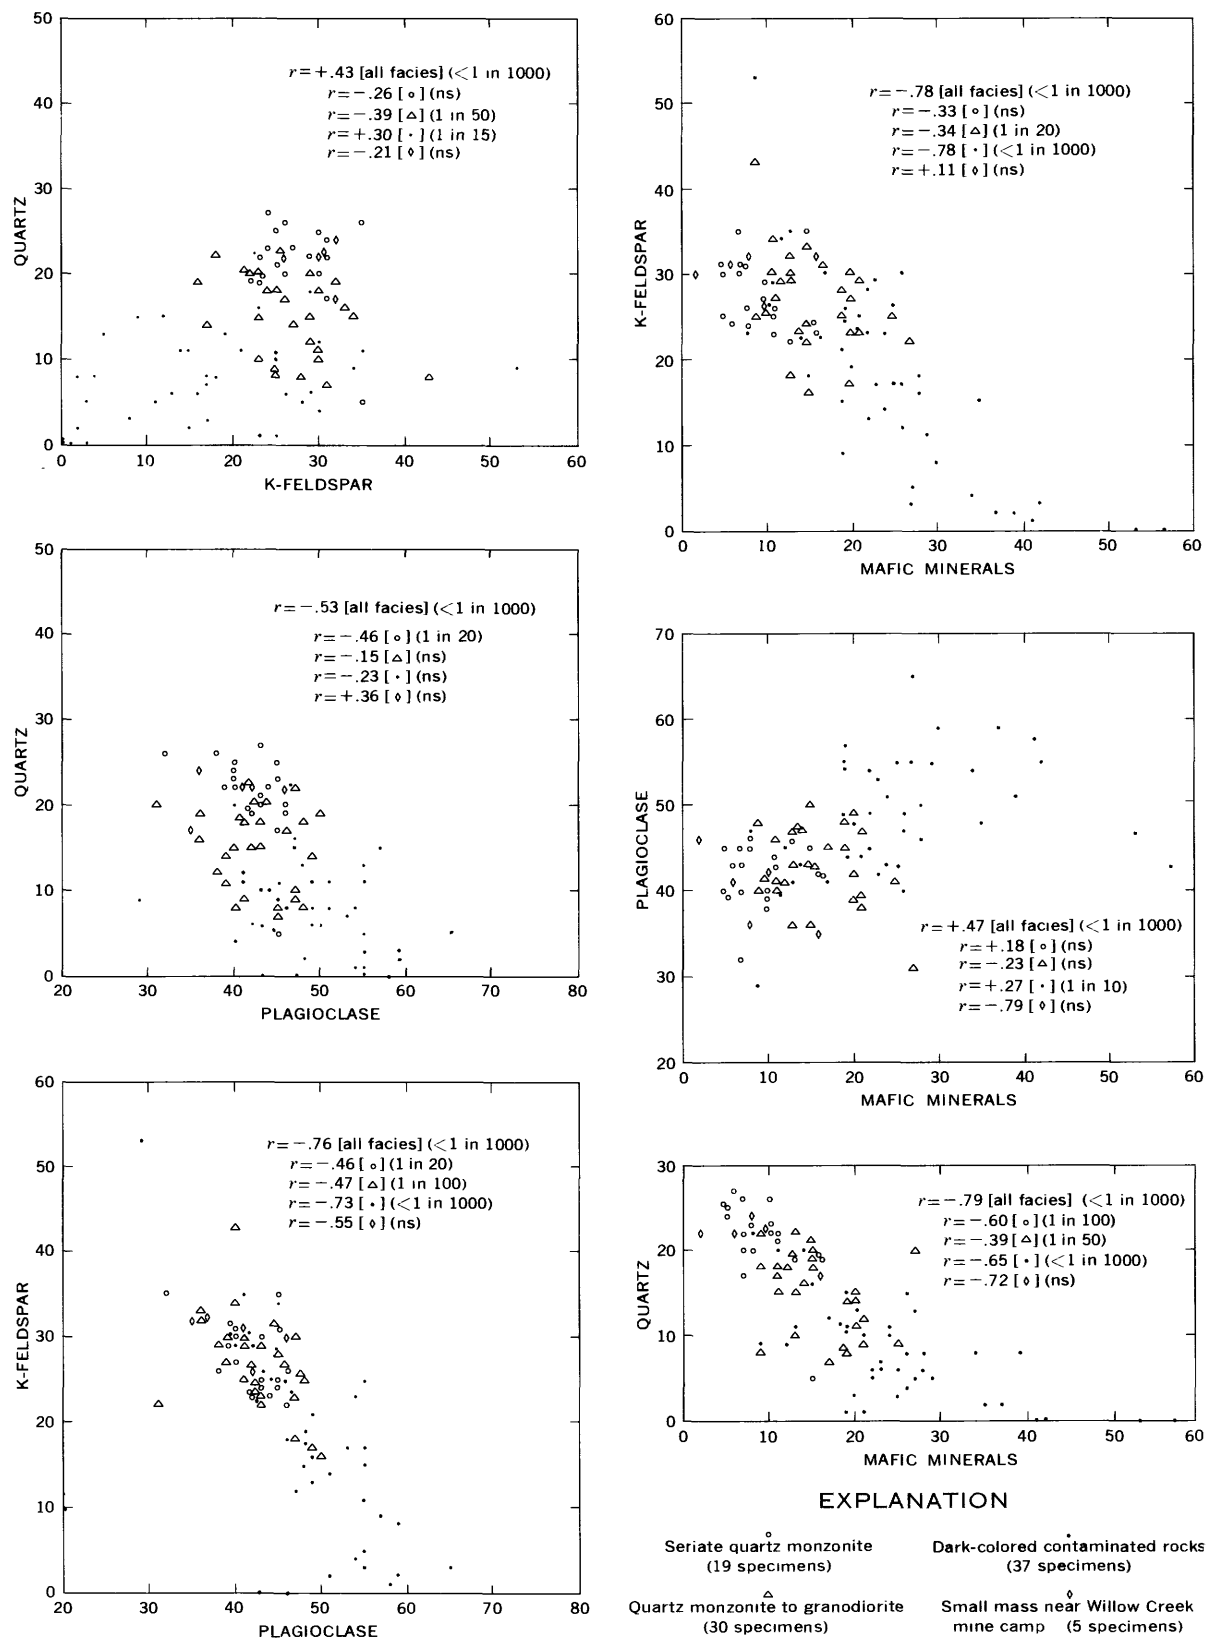 50
40
30
20
10
0
QUARTZ
r=+.43 [all facies] (<1 in 1000)
r=-.26 [∘] (ns)
r=-.39 [△] (1 in 50)
r=+.30 [·] (1 in 15)
r=-.21 [◊] (ns)
0 10 20 30 40 50 60
K-FELDSPAR
50
40
30
20
10
0
QUARTZ
r=-.53 [all facies] (<1 in 1000)
r=-.46 [∘] (1 in 20)
r=-.15 [△] (ns)
r=-.23 [·] (ns)
r=+.36 [◊] (ns)
20 30 40 50 60 70 80
PLAGIOCLASE
60
50
40
30
20
10
0
K-FELDSPAR
r=-.76 [all facies] (<1 in 1000)
r=-.46 [∘] (1 in 20)
r=-.47 [△] (1 in 100)
r=-.73 [·] (<1 in 1000)
r=-.55 [◊] (ns)
20 30 40 50 60 70 80
PLAGIOCLASE
60
50
40
30
20
10
0
K-FELDSPAR
r=-.78 [all facies] (<1 in 1000)
r=-.33 [∘] (ns)
r=-.34 [△] (1 in 20)
r=-.78 [·] (<1 in 1000)
r=+.11 [◊] (ns)
0 10 20 30 40 50 60
MAFIC MINERALS
70
60
50
40
30
20
PLAGIOCLASE
r=+.47 [all facies] (<1 in 1000)
r=+.18 [∘] (ns)
r=-.23 [△] (ns)
r=+.27 [·] (1 in 10)
r=-.79 [◊] (ns)
0 10 20 30 40 50 60
MAFIC MINERALS
30
20
10
0
QUARTZ
r=-.79 [all facies] (<1 in 1000)
r=-.60 [∘] (1 in 100)
r=-.39 [△] (1 in 50)
r=-.65 [·] (<1 in 1000)
r=-.72 [◊] (ns)
0 10 20 30 40 50 60
MAFIC MINERALS
EXPLANATION
∘
Seriate quartz monzonite
(19 specimens)
·
Dark-colored contaminated rocks
(37 specimens)
△
Quartz monzonite to granodiorite
(30 specimens)
◊
Small mass near Willow Creek
mine camp (5 specimens)